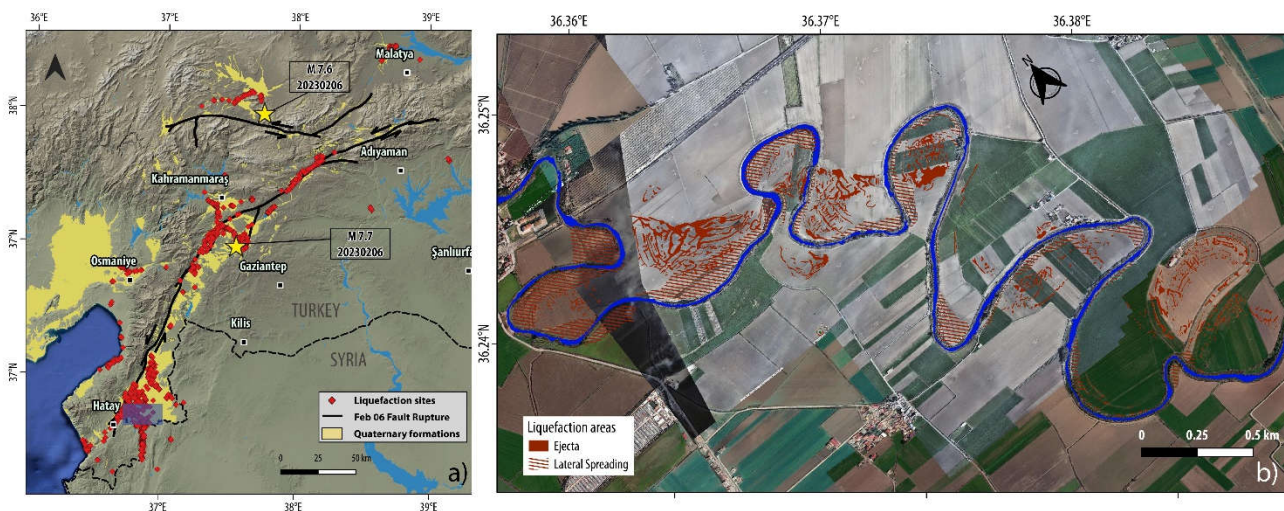 36°E 37°E 38°E 39°E
Malatya
M 7.6
20230206
38°N
38°N
Adıyaman
Kahramanmaraş
37°N
37°N
M 7.7
20230206
Şanlıurfa
Osmaniye
Gaziantep
TURKEY
Kilis
SYRIA
37°N
37°N
Hatay
Liquefaction sites
Feb 06 Fault Rupture
Quaternary formations
0 25 50 km
a)
37°E 38°E 39°E
36.36°E 36.37°E 36.38°E
N
36.25°N
36.24°N
Liquefaction areas
Ejecta
Lateral Spreading
0 0.25 0.5 km
b)